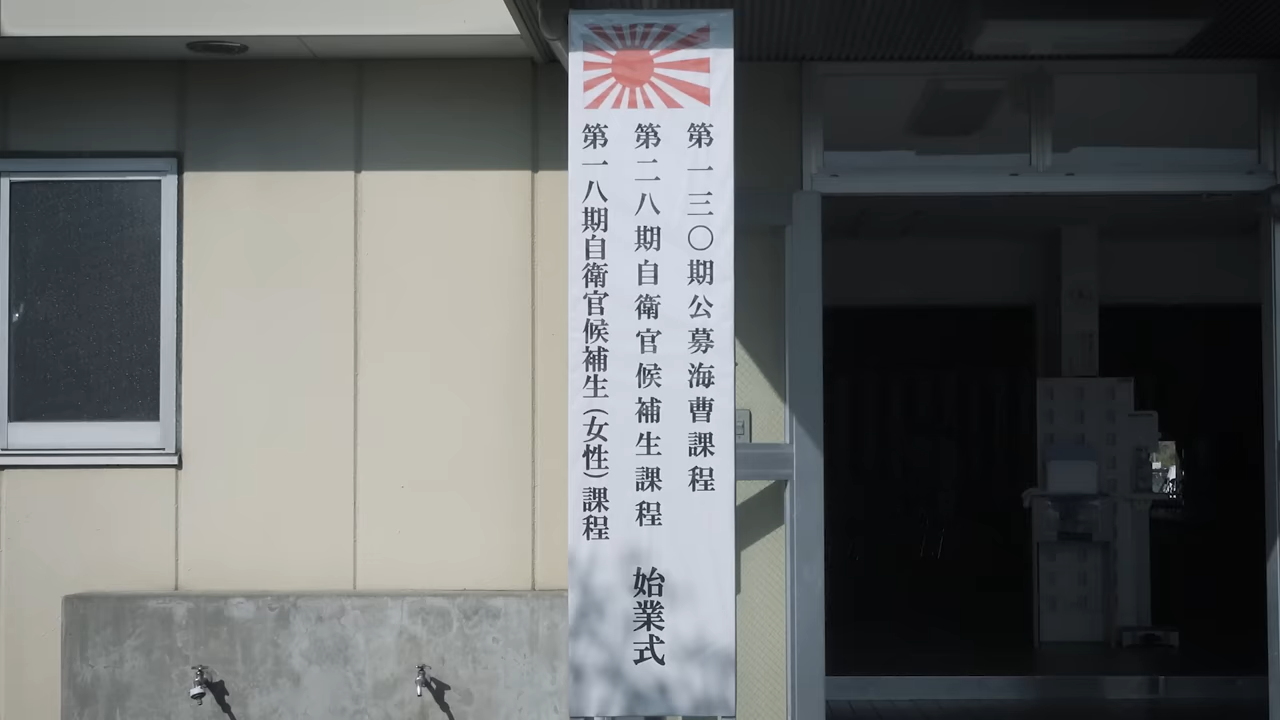 第一三〇期公募海曹課程
第二八期自衛官候補生課程
第一八期自衛官候補生(女性)課程
始業式